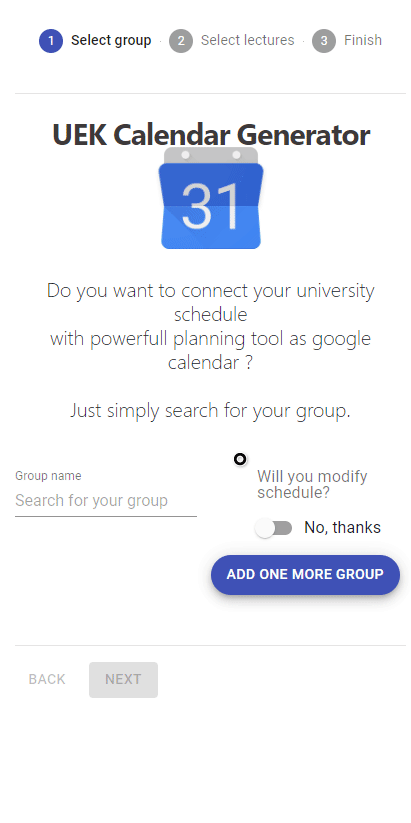 1 Select group 2 Select lectures 3 Finish
UEK Calendar Generator
31
Do you want to connect your university
schedule
with powerfull planning tool as google
calendar ?
Just simply search for your group.
Group name
Search for your group
Will you modify
schedule?
No, thanks
ADD ONE MORE GROUP
BACK NEXT